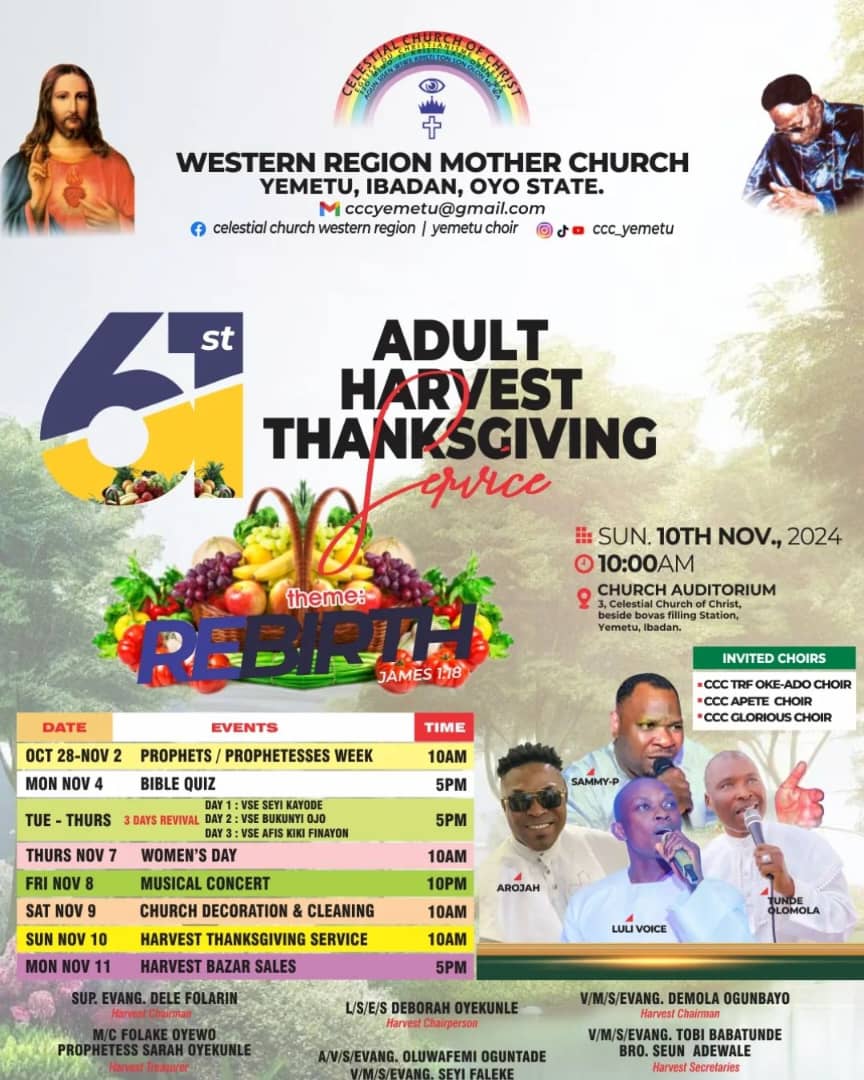 CELESTIAL CHURCH OF CHRIST
WESTERN REGION MOTHER CHURCH
YEMETU, IBADAN, OYO STATE.
cccyemetu@gmail.com
celestial church western region | yemetu choir ccc_yemetu
61st
ADULT
HARVEST
THANKSGIVING
Service
SUN. 10TH NOV., 2024
10:00AM
CHURCH AUDITORIUM
3, Celestial Church of Christ,
beside bovas filling Station,
Yemetu, Ibadan.
theme:
REBIRTH
JAMES 1:18
INVITED CHOIRS
CCC TRF OKE-ADO CHOIR
CCC APETE CHOIR
CCC GLORIOUS CHOIR
DATE EVENTS TIME
OCT 28-NOV 2 PROPHETS / PROPHETESSES WEEK 10AM
MON NOV 4 BIBLE QUIZ 5PM
TUE - THURS 3 DAYS REVIVAL DAY 1 : VSE SEYI KAYODE
DAY 2 : VSE BUKUNYI OJO 5PM
DAY 3 : VSE AFIS KIKI FINAYON
THURS NOV 7 WOMEN'S DAY 10AM
FRI NOV 8 MUSICAL CONCERT 10PM
SAT NOV 9 CHURCH DECORATION & CLEANING 10AM
SUN NOV 10 HARVEST THANKSGIVING SERVICE 10AM
MON NOV 11 HARVEST BAZAR SALES 5PM
SAMMY-P
AROJAH
LULI VOICE
TUNDE
OLOMOLA
SUP. EVANG. DELE FOLARIN
Harvest Chairman
M/C FOLAKE OYEWO
PROPHETESS SARAH OYEKUNLE
Harvest Treasurer
L/S/E/S DEBORAH OYEKUNLE
Harvest Chairperson
A/V/S/EVANG. OLUWAFEMI OGUNTADE
V/M/S/EVANG. SEYI FALEKE
V/M/S/EVANG. DEMOLA OGUNBAYO
Harvest Chairman
V/M/S/EVANG. TOBI BABATUNDE
BRO. SEUN ADEWALE
Harvest Secretaries